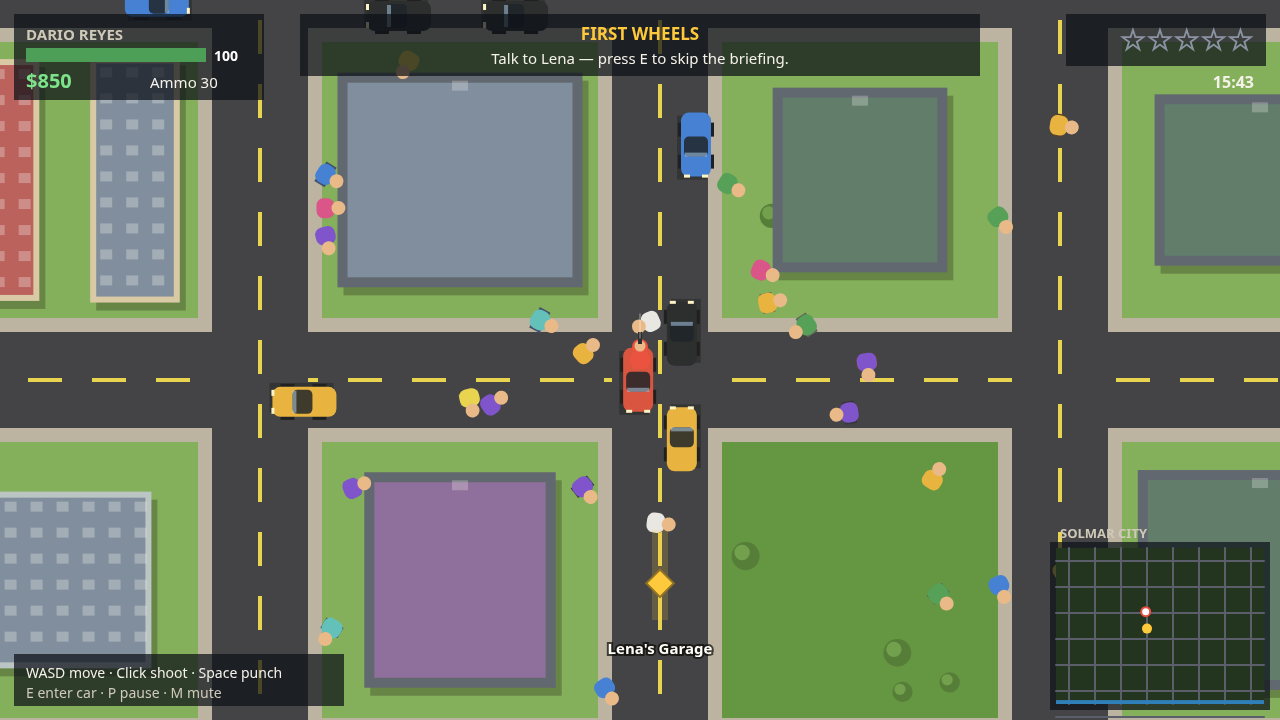 DARIO REYES
100
$850
Ammo 30
FIRST WHEELS
Talk to Lena — press E to skip the briefing.
15:43
Lena's Garage
SOLMAR CITY
WASD move · Click shoot · Space punch
E enter car · P pause · M mute